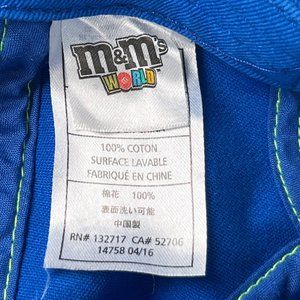 m&m's
WORLD
100% COTON
SURFACE LAVABLE
FABRIQUÉ EN CHINE
棉花 100%
表面洗い可能
中国製
RN# 132717 CA# 52706
14758 04/16